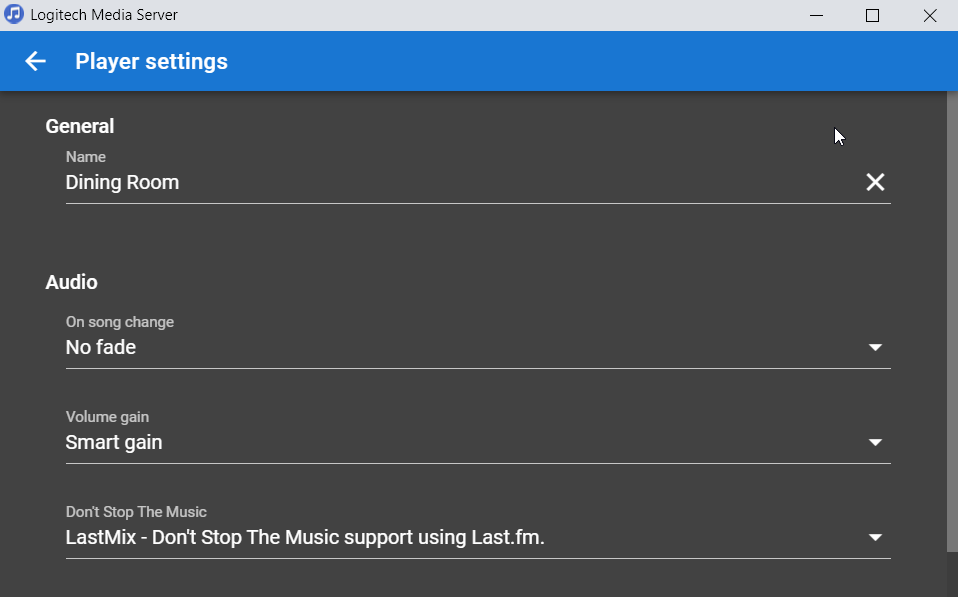 Logitech Media Server
Player settings
General
Name
Dining Room
Audio
On song change
No fade
Volume gain
Smart gain
Don't Stop The Music
LastMix - Don't Stop The Music support using Last.fm.